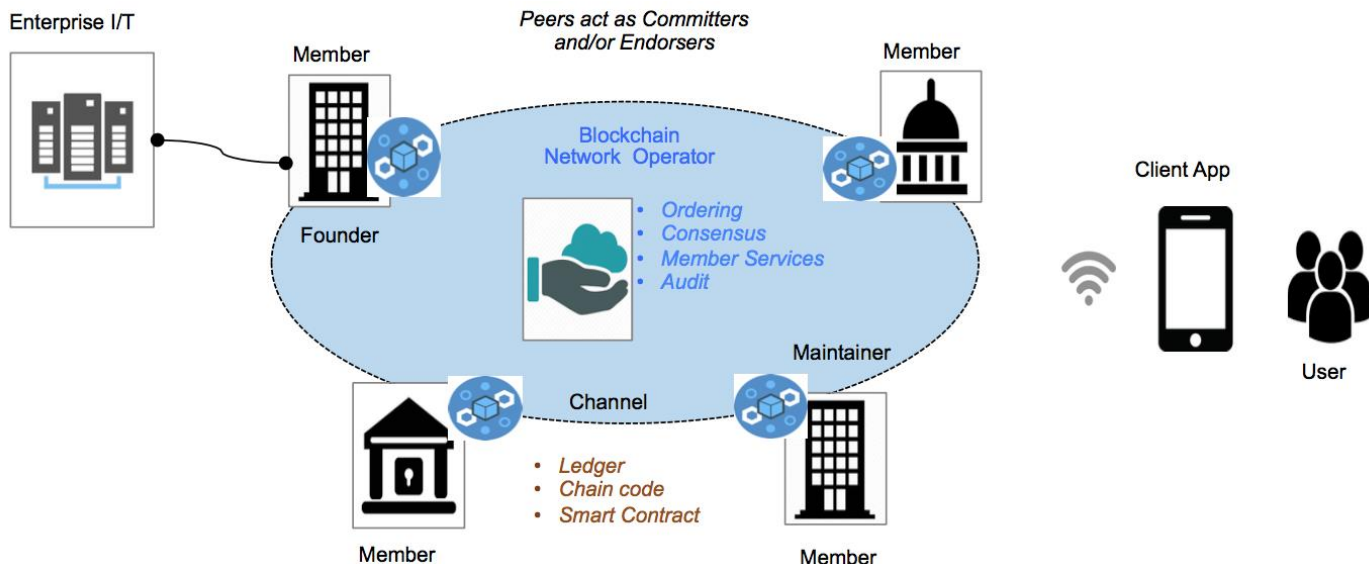 Enterprise I/T
Peers act as Committers
and/or Endorsers
Member
Member
Blockchain
Network Operator
Client App
• Ordering
• Consensus
• Member Services
• Audit
Founder
Maintainer
User
Channel
• Ledger
• Chain code
• Smart Contract
Member
Member